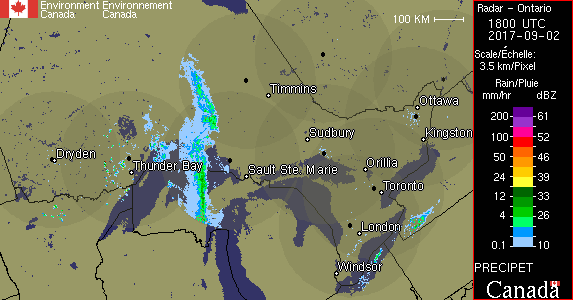 Environment Environnement
Canada Canada
100 KM
Timmins
Ottawa
Sudbury
Kingston
Dryden
Thunder Bay
Sault Ste. Marie
Orillia
Toronto
London
Windsor
Radar - Ontario
1800 UTC
2017-09-02
Scale/Échelle:
3.5 km/Pixel
Rain/Pluie
mm/hr dBZ
200 61
100 52
50 46
24 39
12 33
4 26
0.1 10
PRECIPET
Canada